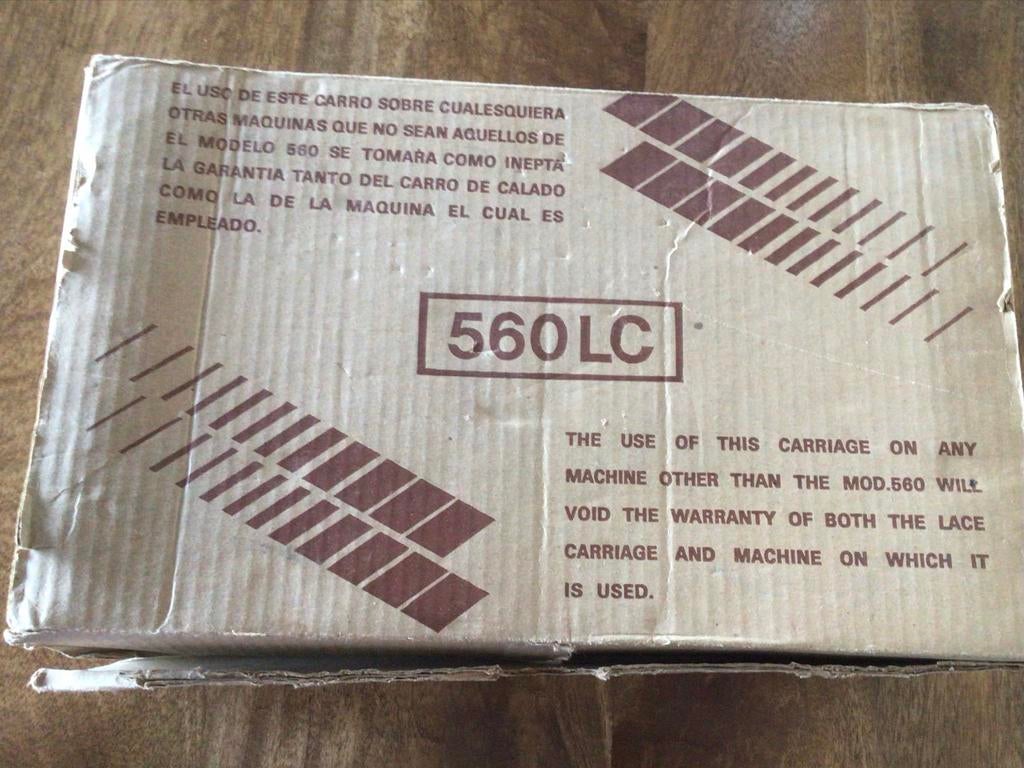 EL USO DE ESTE CARRO SOBRE CUALESQUIERA
OTRAS MAQUINAS QUE NO SEAN AQUELLOS DE
EL MODELO 560 SE TOMARA COMO INEPTA
LA GARANTIA TANTO DEL CARRO DE CALADO
COMO LA DE LA MAQUINA EL CUAL ES
EMPLEADO.
560LC
THE USE OF THIS CARRIAGE ON ANY
MACHINE OTHER THAN THE MOD.560 WILL
VOID THE WARRANTY OF BOTH THE LACE
CARRIAGE AND MACHINE ON WHICH IT
IS USED.